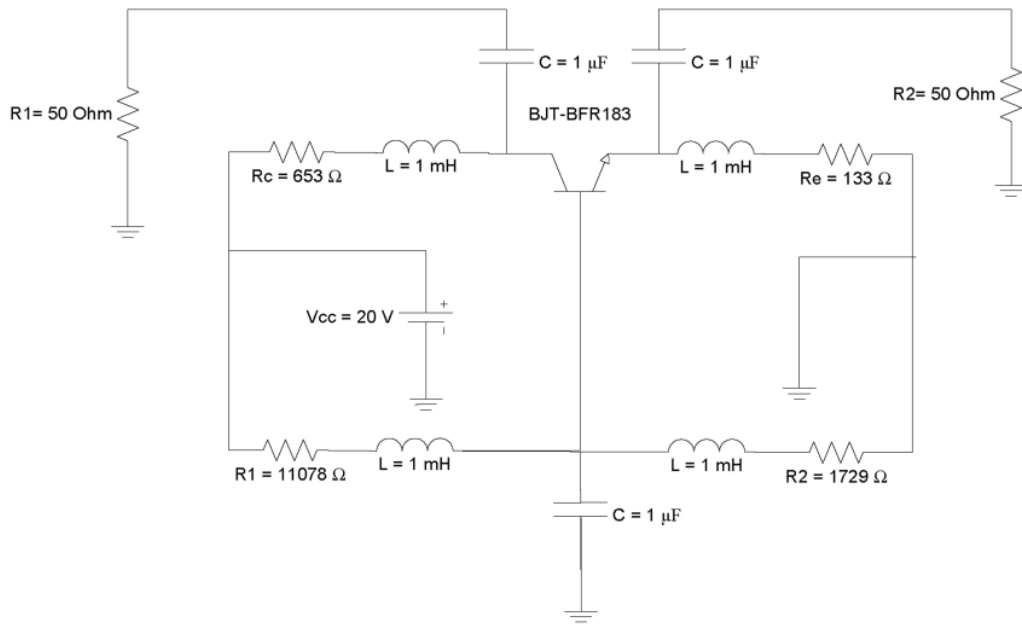 C = 1 μF
C = 1 μF
R1= 50 Ohm
BJT-BFR183
R2= 50 Ohm
Rc = 653 Ω
L = 1 mH
L = 1 mH
Re = 133 Ω
Vcc = 20 V
+
R1 = 11078 Ω
L = 1 mH
L = 1 mH
R2 = 1729 Ω
C = 1 μF